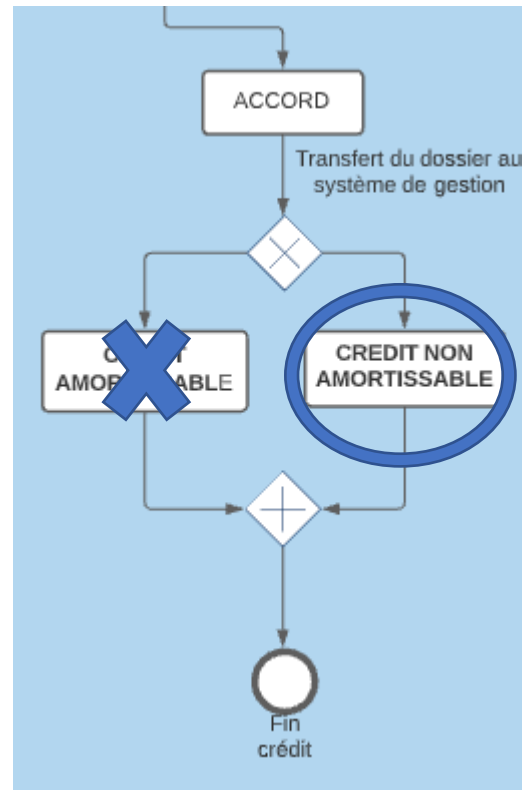 ACCORD
Transfert du dossier au
système de gestion
CREDIT NON
AMORTISSABLE
Fin
crédit